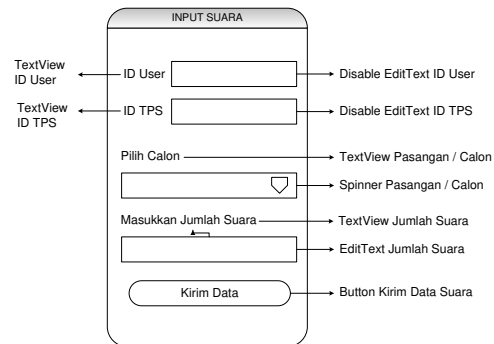 INPUT SUARA
TextView
ID User
ID User
Disable EditText ID User
TextView
ID TPS
ID TPS
Disable EditText ID TPS
Pilih Calon
TextView Pasangan / Calon
Spinner Pasangan / Calon
Masukkan Jumlah Suara
TextView Jumlah Suara
EditText Jumlah Suara
Kirim Data
Button Kirim Data Suara